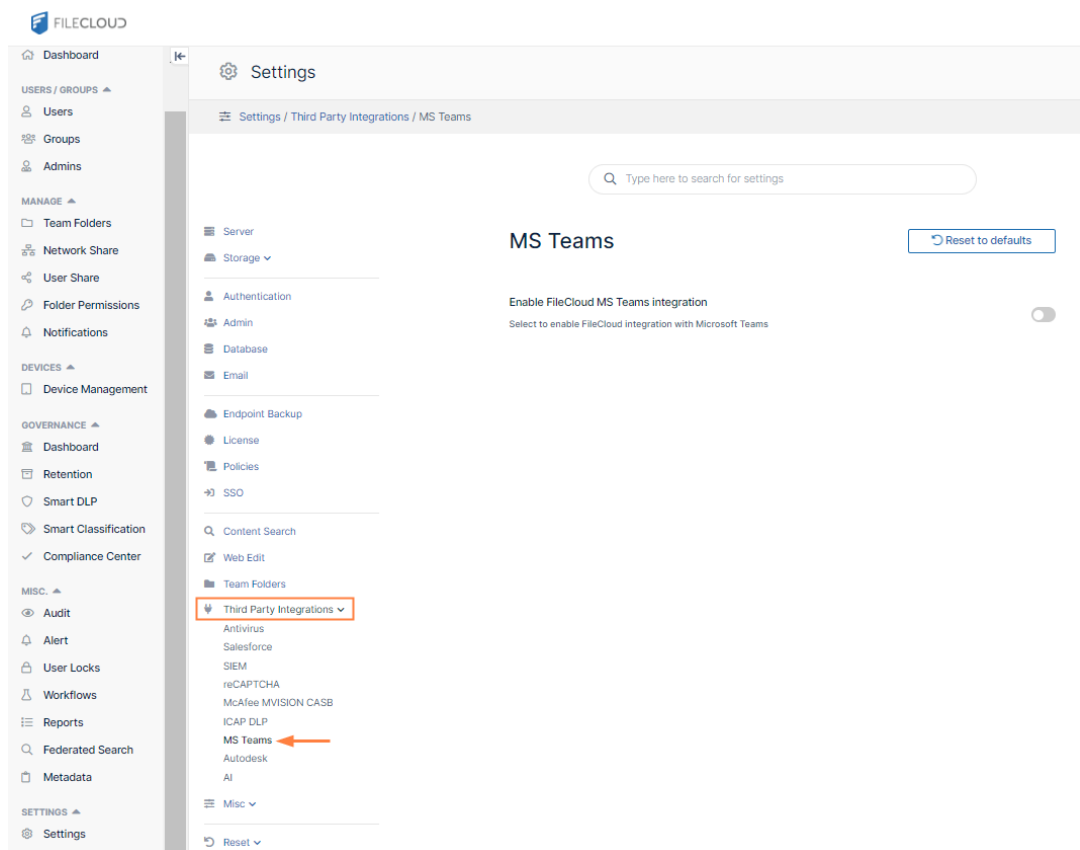 FILECLOUD
Dashboard
USERS / GROUPS
Users
Groups
Admins
MANAGE
Team Folders
Network Share
User Share
Folder Permissions
Notifications
DEVICES
Device Management
GOVERNANCE
Dashboard
Retention
Smart DLP
Smart Classification
Compliance Center
MISC.
Audit
Alert
User Locks
Workflows
Reports
Federated Search
Metadata
SETTINGS
Settings
Settings
Settings / Third Party Integrations / MS Teams
Type here to search for settings
Server
Storage
Authentication
Admin
Database
Email
Endpoint Backup
License
Policies
SSO
Content Search
Web Edit
Team Folders
Third Party Integrations
Antivirus
Salesforce
SIEM
reCAPTCHA
McAfee MVISION CASB
ICAP DLP
MS Teams
Autodesk
AI
Misc
Reset
MS Teams
Reset to defaults
Enable FileCloud MS Teams integration
Select to enable FileCloud integration with Microsoft Teams